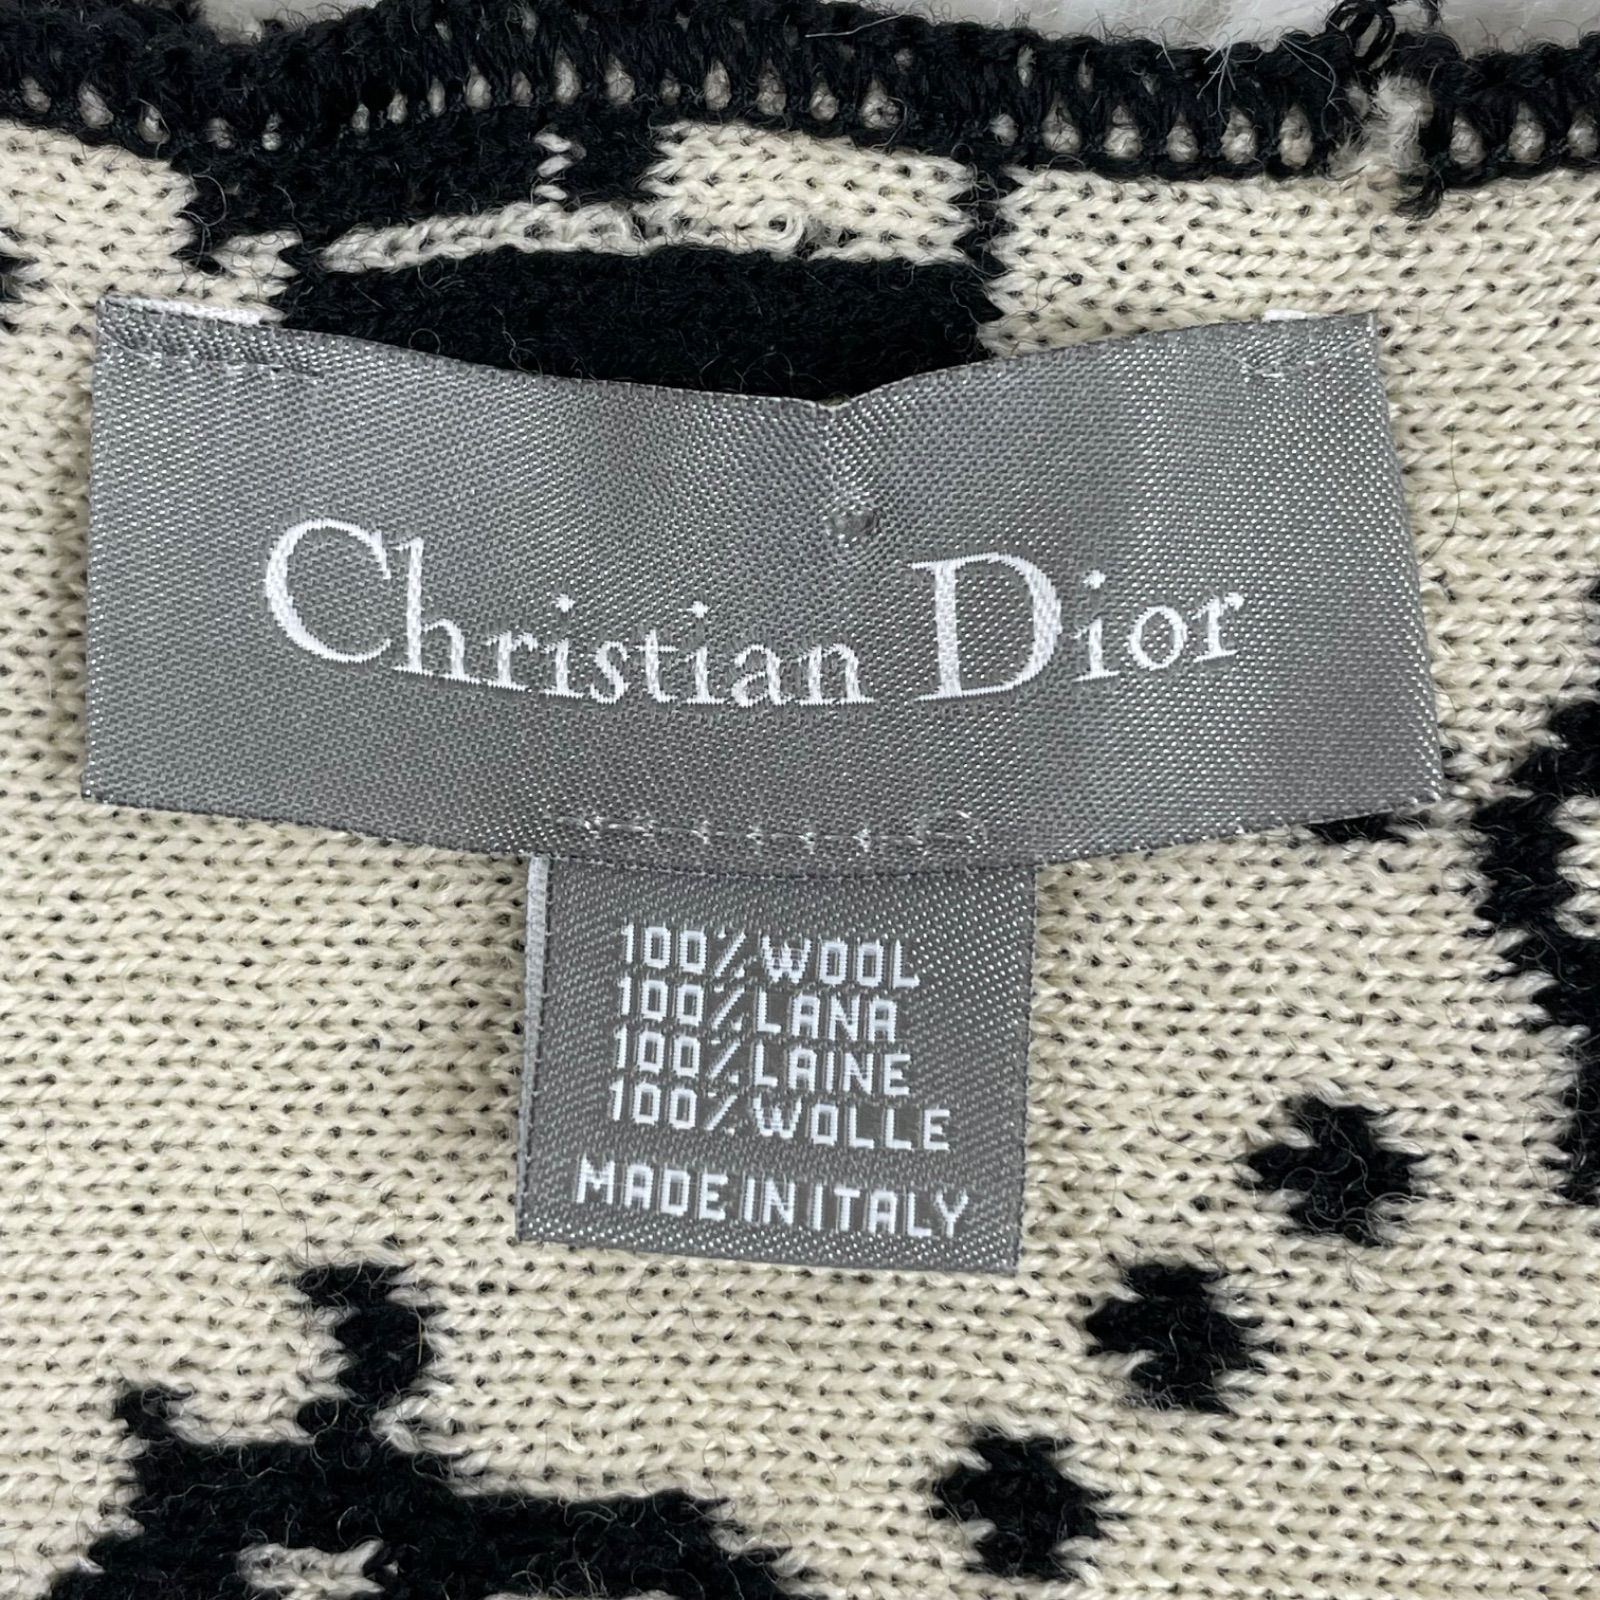 Christian Dior
100% WOOL
100% LANA
100% LAINE
100% WOLLE
MADE IN ITALY